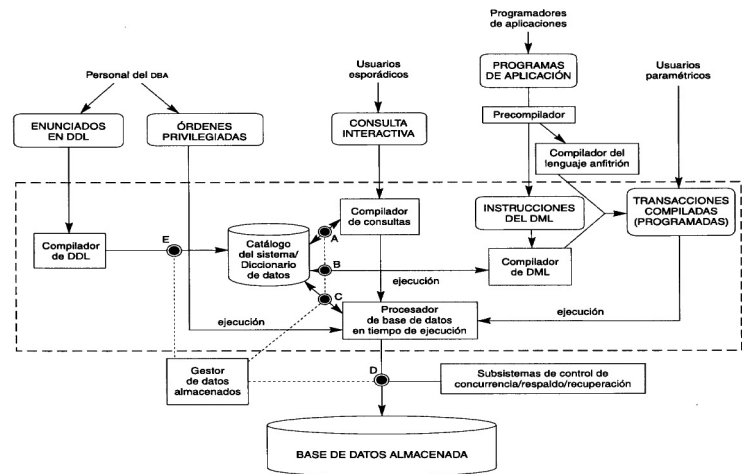 Programadores
de aplicaciones
Usuarios
esporádicos
Usuarios
paramétricos
Personal del DBA
PROGRAMAS
DE APLICACIÓN
Precompilador
ENUNCIADOS
EN DDL
ÓRDENES
PRIVILEGIADAS
CONSULTA
INTERACTIVA
Compilador del
lenguaje anfitrión
Compilador
de consultas
INSTRUCCIONES
DEL DML
TRANSACCIONES
COMPILADAS
(PROGRAMADAS)
Compilador
de DDL
E
Catálogo
del sistema/
Diccionario
de datos
A
B
C
ejecución
Compilador
de DML
Procesador
de base de datos
en tiempo de ejecución
ejecución
ejecución
Gestor
de datos
almacenados
D
Subsistemas de control de
concurrencia/respaldo/recuperación
BASE DE DATOS ALMACENADA